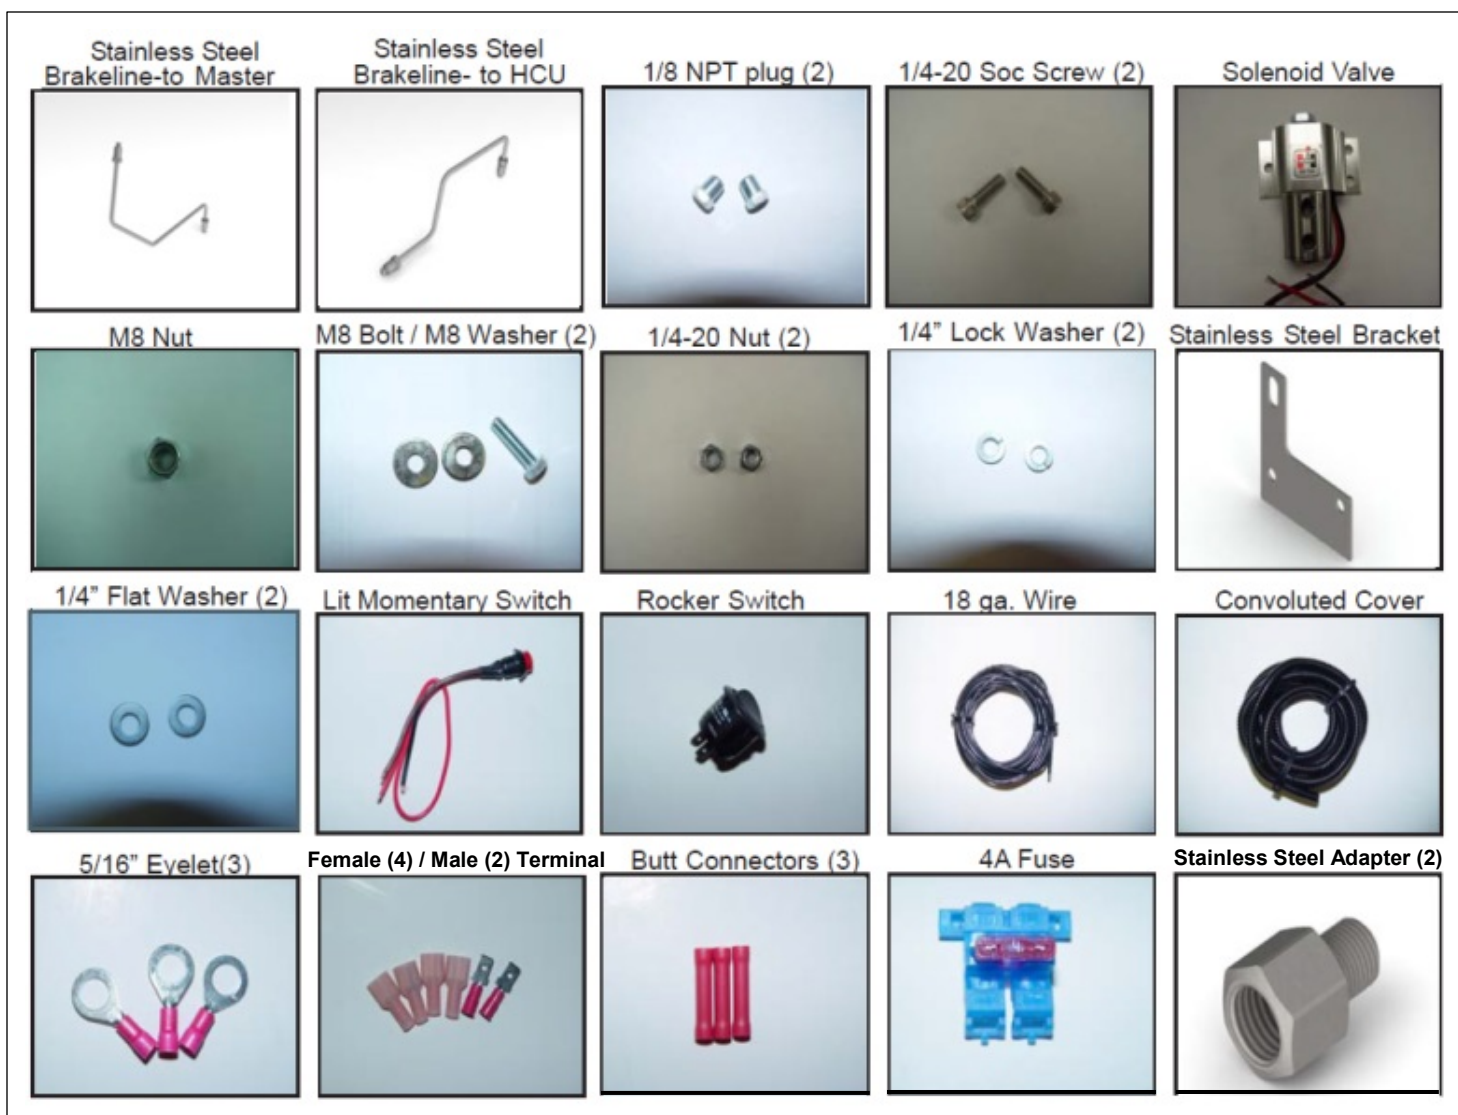 Stainless Steel
Brakeline-to Master
Stainless Steel
Brakeline- to HCU
1/8 NPT plug (2)
1/4-20 Soc Screw (2)
Solenoid Valve
M8 Nut
M8 Bolt / M8 Washer (2)
1/4-20 Nut (2)
1/4” Lock Washer (2)
Stainless Steel Bracket
1/4” Flat Washer (2)
Lit Momentary Switch
Rocker Switch
18 ga. Wire
Convoluted Cover
5/16” Eyelet(3)
Female (4) / Male (2) Terminal
Butt Connectors (3)
4A Fuse
Stainless Steel Adapter (2)